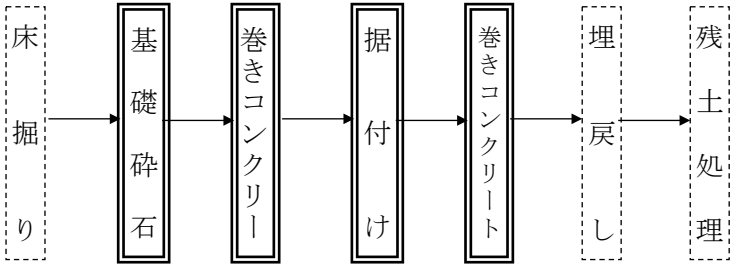 床掘り
基礎砕石
巻きコンクリー
据付け
巻きコンクリート
埋戻し
残土処理